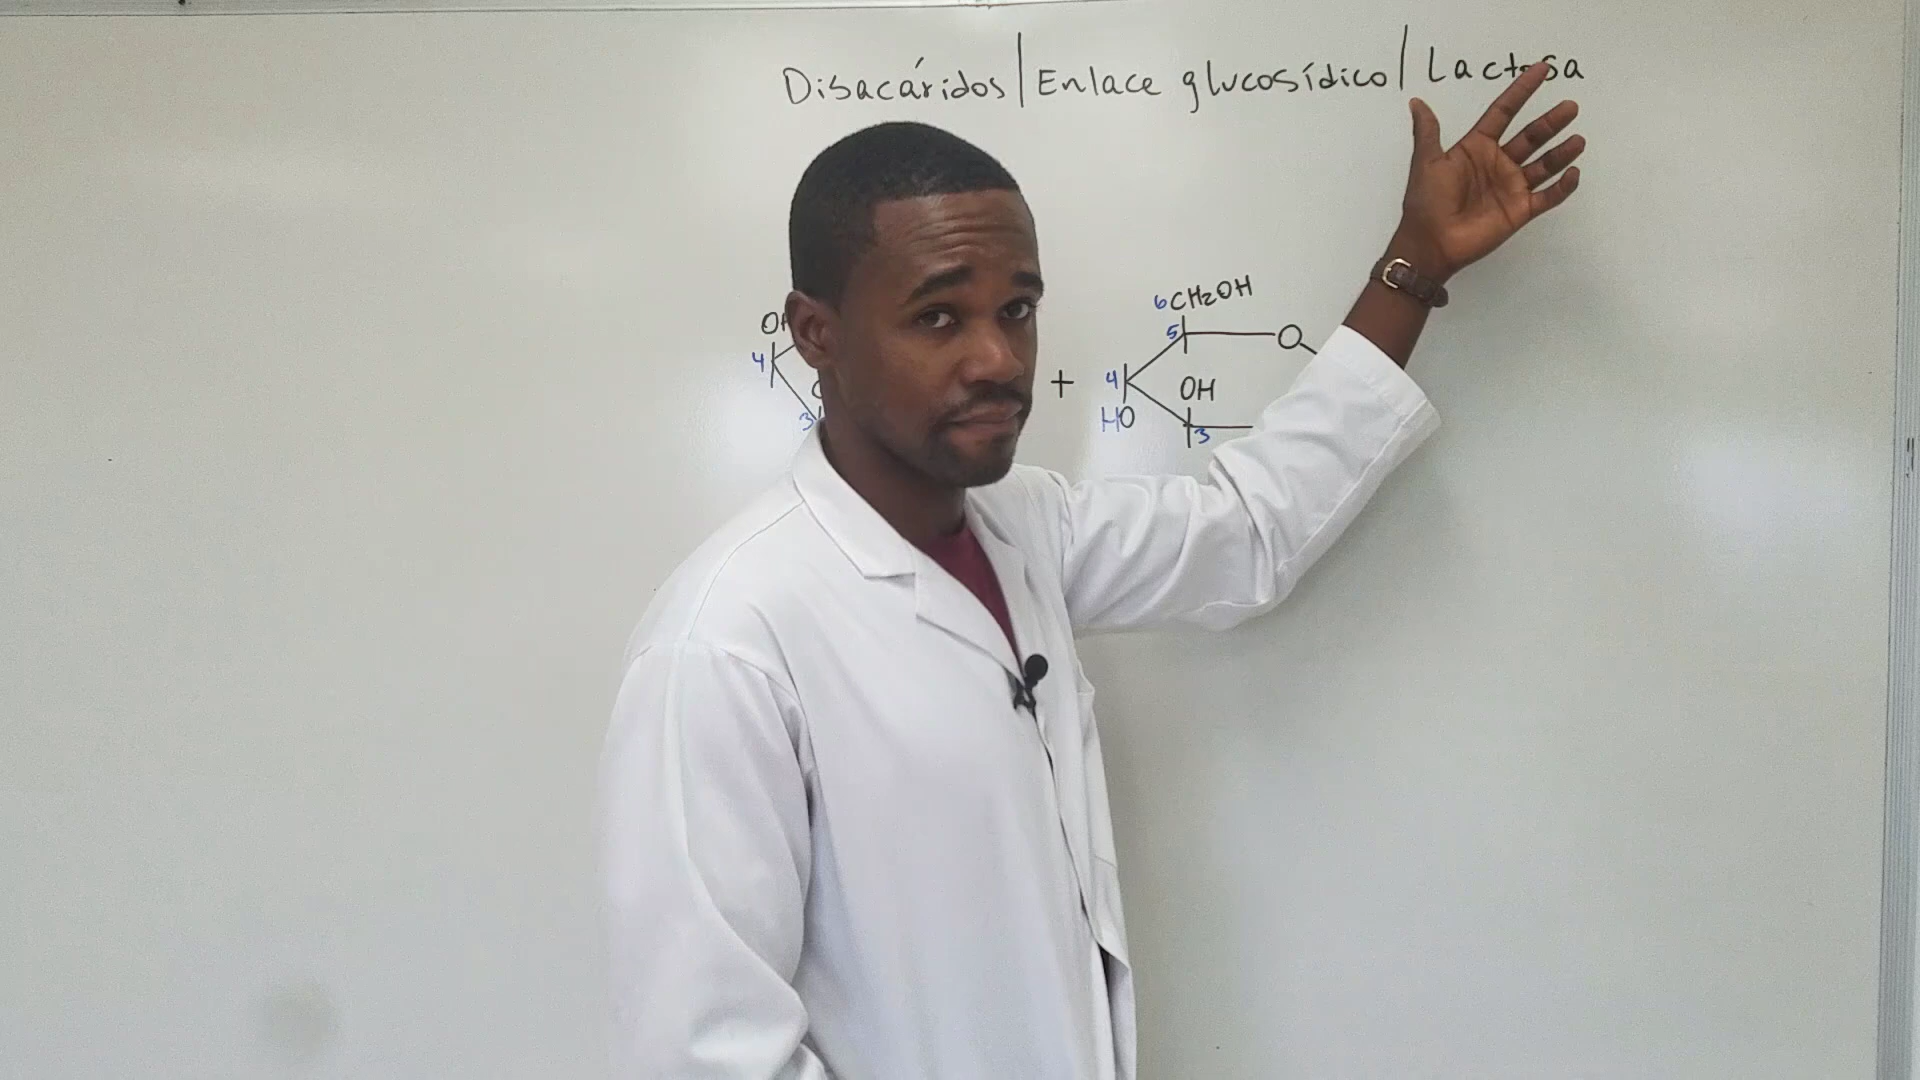 Disacáridos | Enlace glucosídico | Lactosa
6CH2OH
5
O
OH
4
3
+
4
OH
HO
3